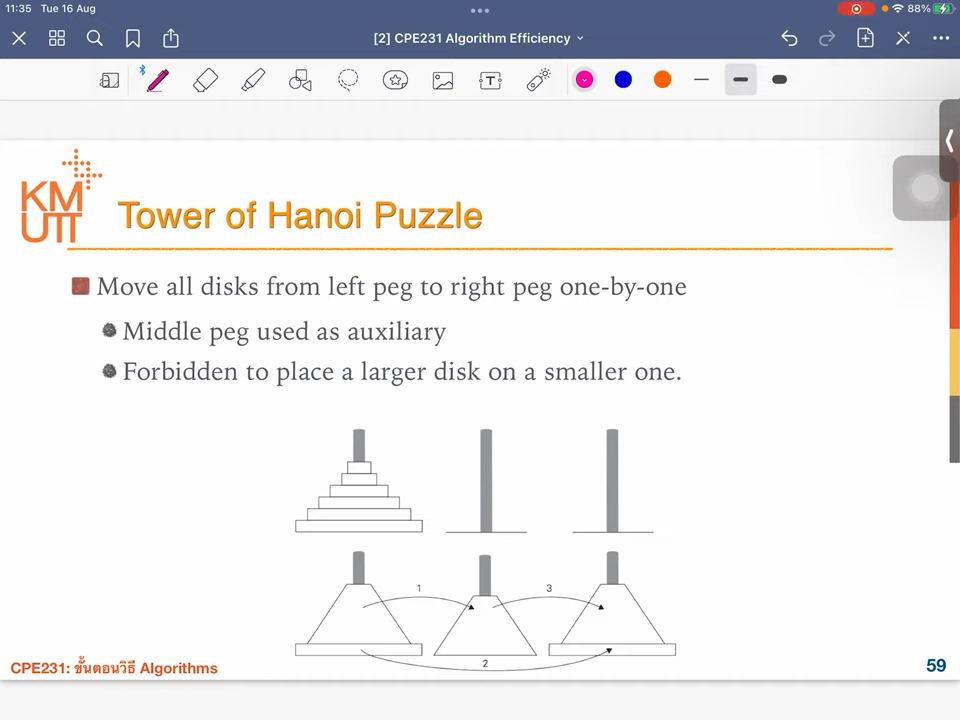 11:35 Tue 16 Aug
88%
[2] CPE231 Algorithm Efficiency
T
KM
UTT
Tower of Hanoi Puzzle
Move all disks from left peg to right peg one-by-one
Middle peg used as auxiliary
Forbidden to place a larger disk on a smaller one.
1
3
2
CPE231: ขั้นตอนวิธี Algorithms
59